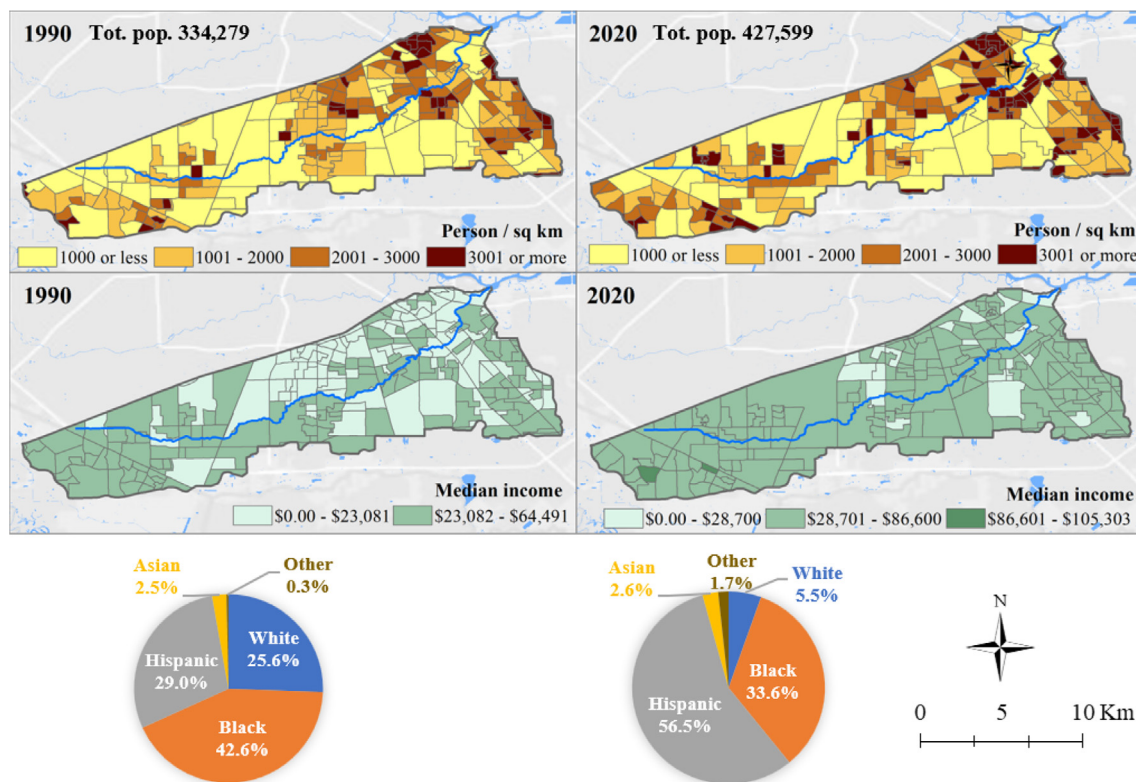 1990 Tot. pop. 334,279
Person / sq km
1000 or less 1001 - 2000 2001 - 3000 3001 or more
2020 Tot. pop. 427,599
Person / sq km
1000 or less 1001 - 2000 2001 - 3000 3001 or more
1990
Median income
$0.00 - $23,081 $23,082 - $64,491
2020
Median income
$0.00 - $28,700 $28,701 - $86,600 $86,601 - $105,303
Asian
2.5%
Other
0.3%
White
25.6%
Hispanic
29.0%
Black
42.6%
Asian
2.6%
Other
1.7%
White
5.5%
Black
33.6%
Hispanic
56.5%
N
0 5 10 Km